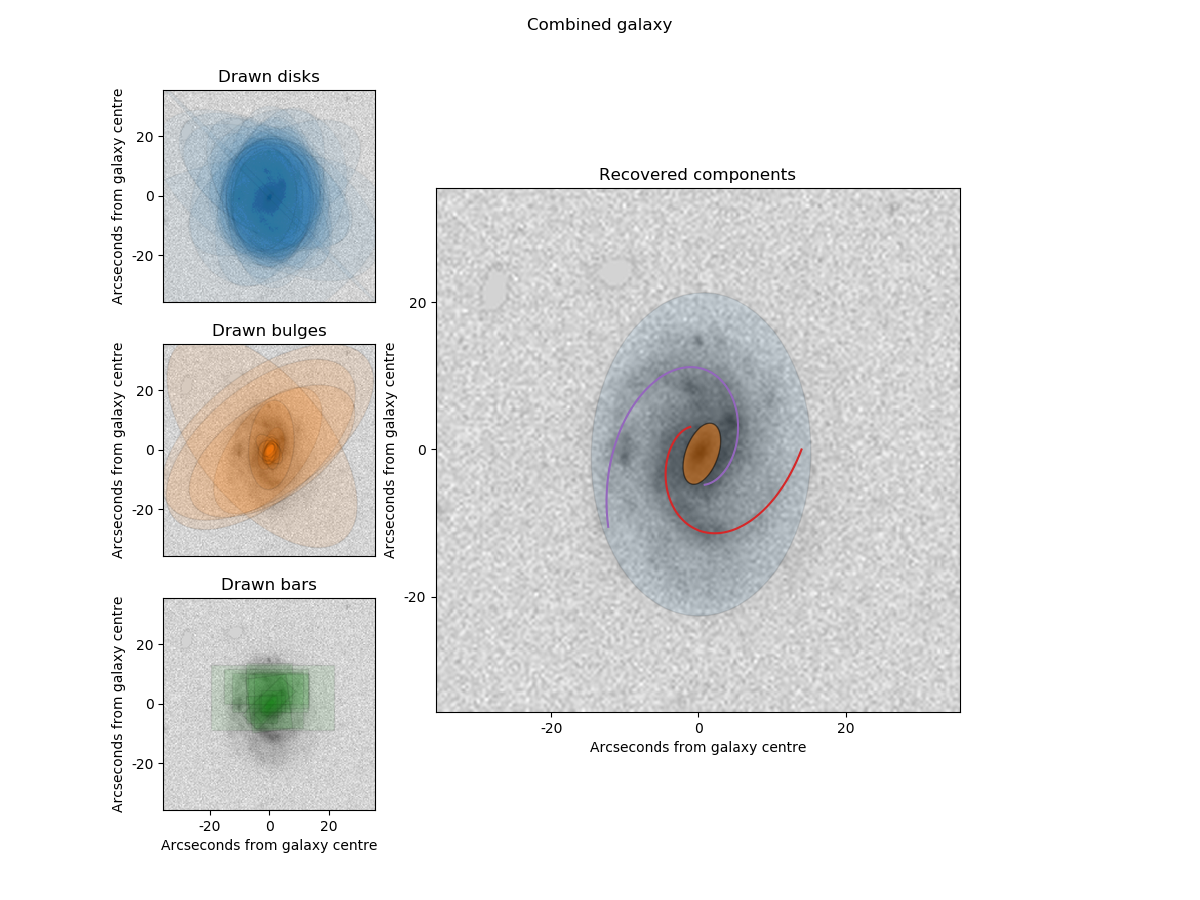 Combined galaxy
Drawn disks
Arcseconds from galaxy centre
20
0
-20
Drawn bulges
Arcseconds from galaxy centre
20
0
-20
Drawn bars
Arcseconds from galaxy centre
20
0
-20
-20 0 20
Arcseconds from galaxy centre
Recovered components
Arcseconds from galaxy centre
20
0
-20
-20 0 20
Arcseconds from galaxy centre